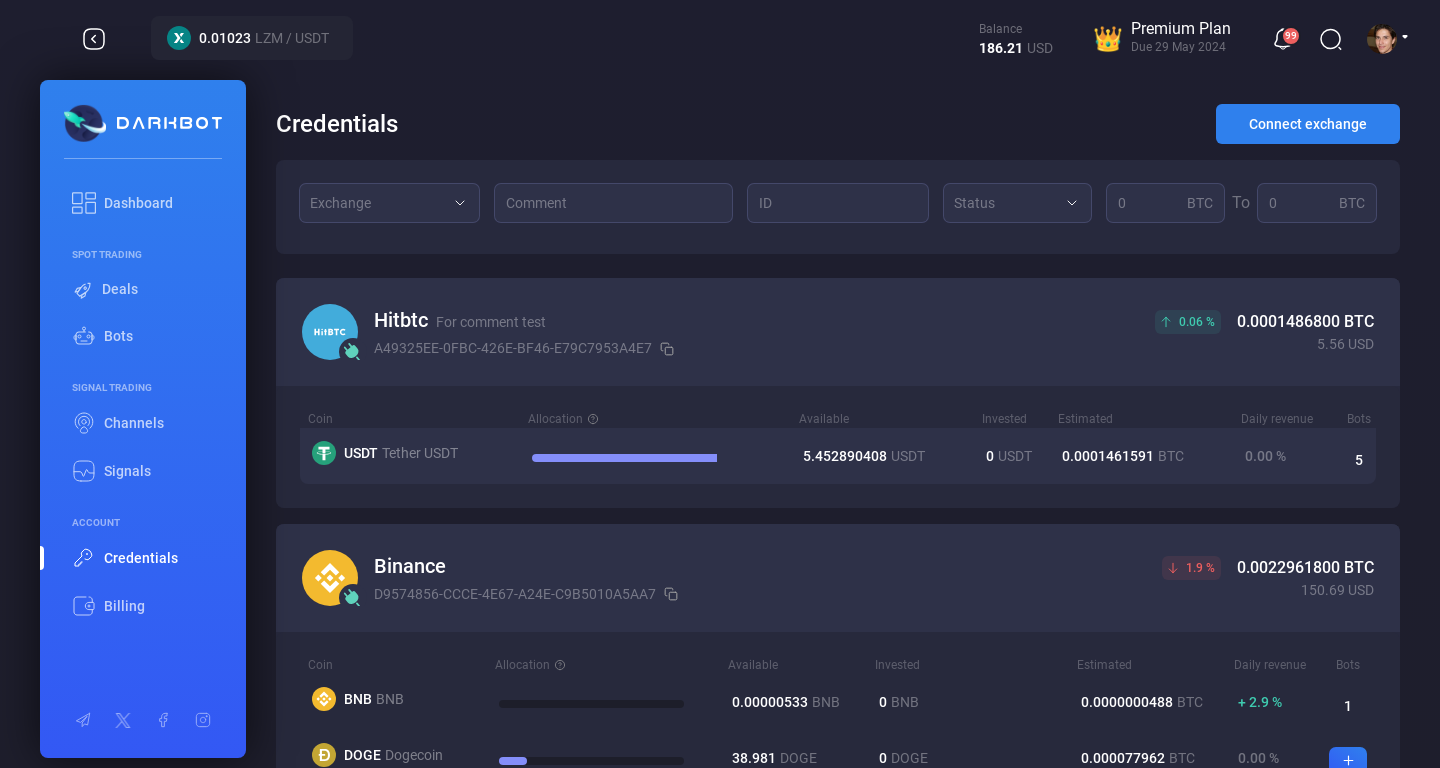 0.01023 LZM / USDT
Balance
186.21 USD
Premium Plan
Due 29 May 2024
99
DARKBOT
Dashboard
SPOT TRADING
Deals
Bots
SIGNAL TRADING
Channels
Signals
ACCOUNT
Credentials
Billing
Credentials
Connect exchange
Exchange Comment ID Status 0 BTC To 0 BTC
HitBTC
Hitbtc For comment test
0.06 % 0.0001486800 BTC
A49325EE-0FBC-426E-BF46-E79C7953A4E7
5.56 USD
Coin Allocation Available Invested Estimated Daily revenue Bots
USDT Tether USDT 5.452890408 USDT 0 USDT 0.0001461591 BTC 0.00 % 5
Binance
1.9 % 0.0022961800 BTC
D9574856-CCCE-4E67-A24E-C9B5010A5AA7
150.69 USD
Coin Allocation Available Invested Estimated Daily revenue Bots
BNB BNB 0.00000533 BNB 0 BNB 0.0000000488 BTC + 2.9 % 1
DOGE Dogecoin 38.981 DOGE 0 DOGE 0.000077962 BTC 0.00 % +